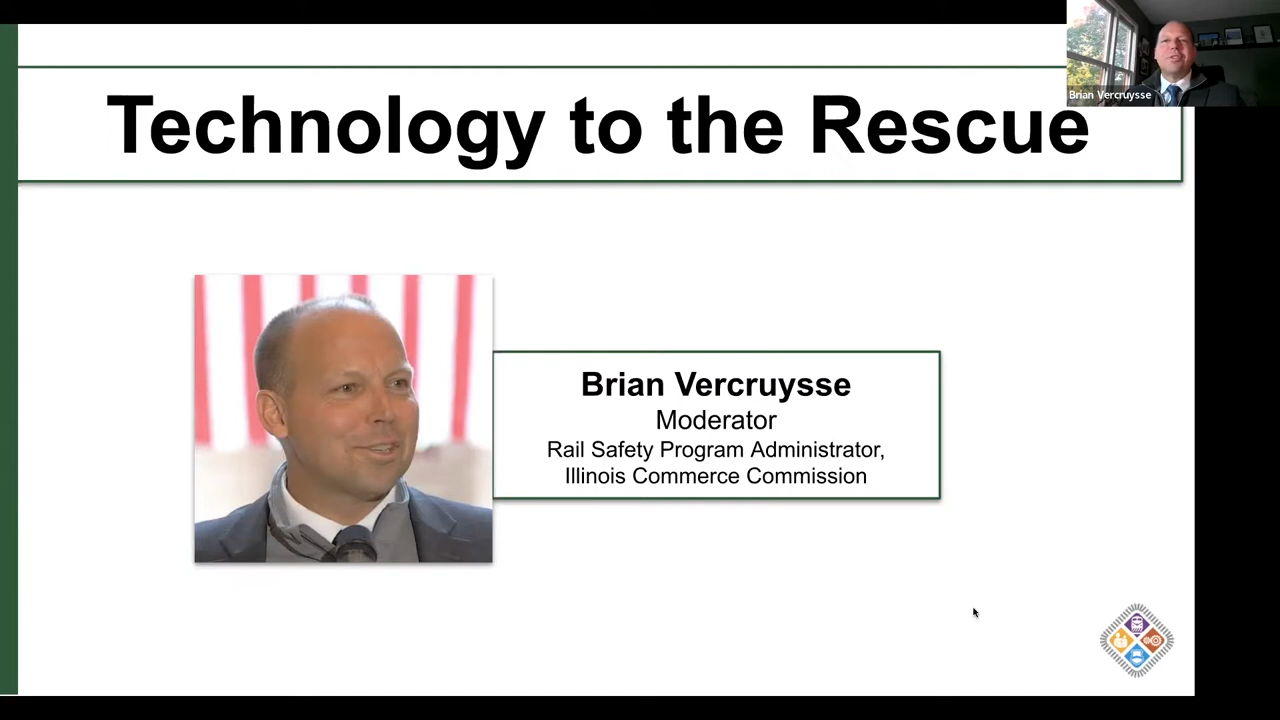 Technology to the Rescue
Brian Vercruysse
Brian Vercruysse
Moderator
Rail Safety Program Administrator,
Illinois Commerce Commission